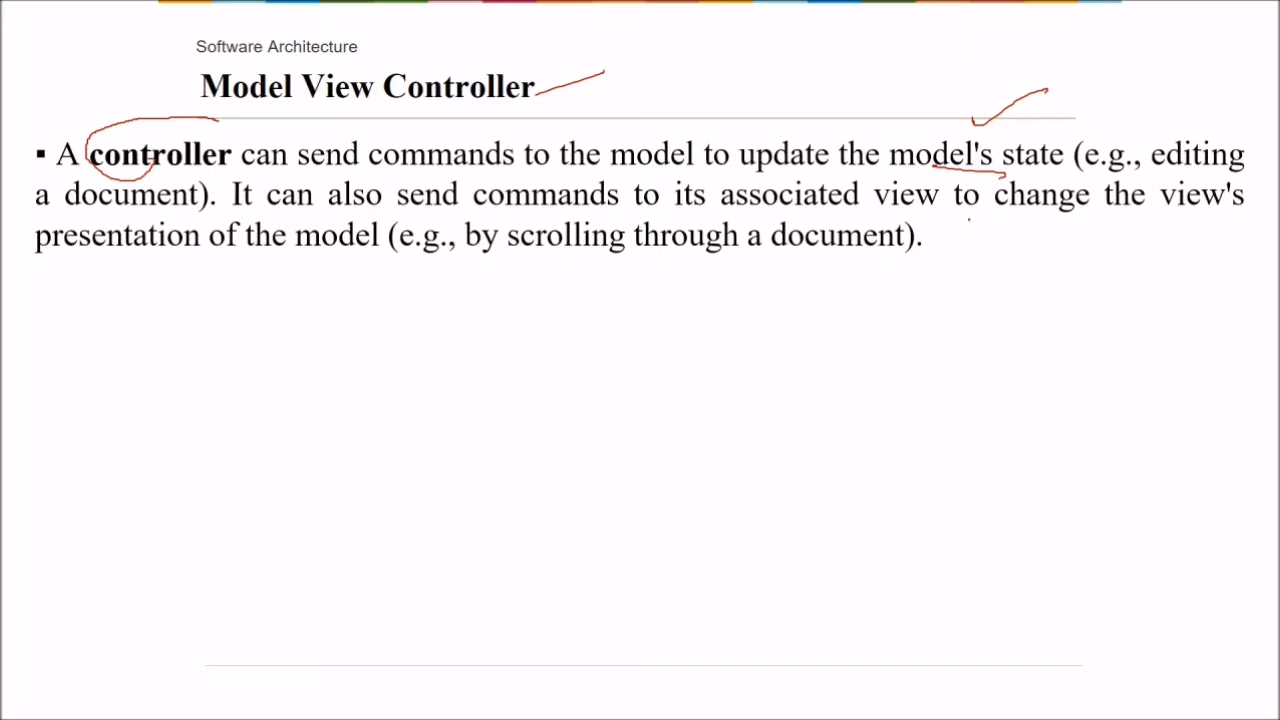 Software Architecture
Model View Controller
▪ A controller can send commands to the model to update the model's state (e.g., editing
a document). It can also send commands to its associated view to change the view's
presentation of the model (e.g., by scrolling through a document).